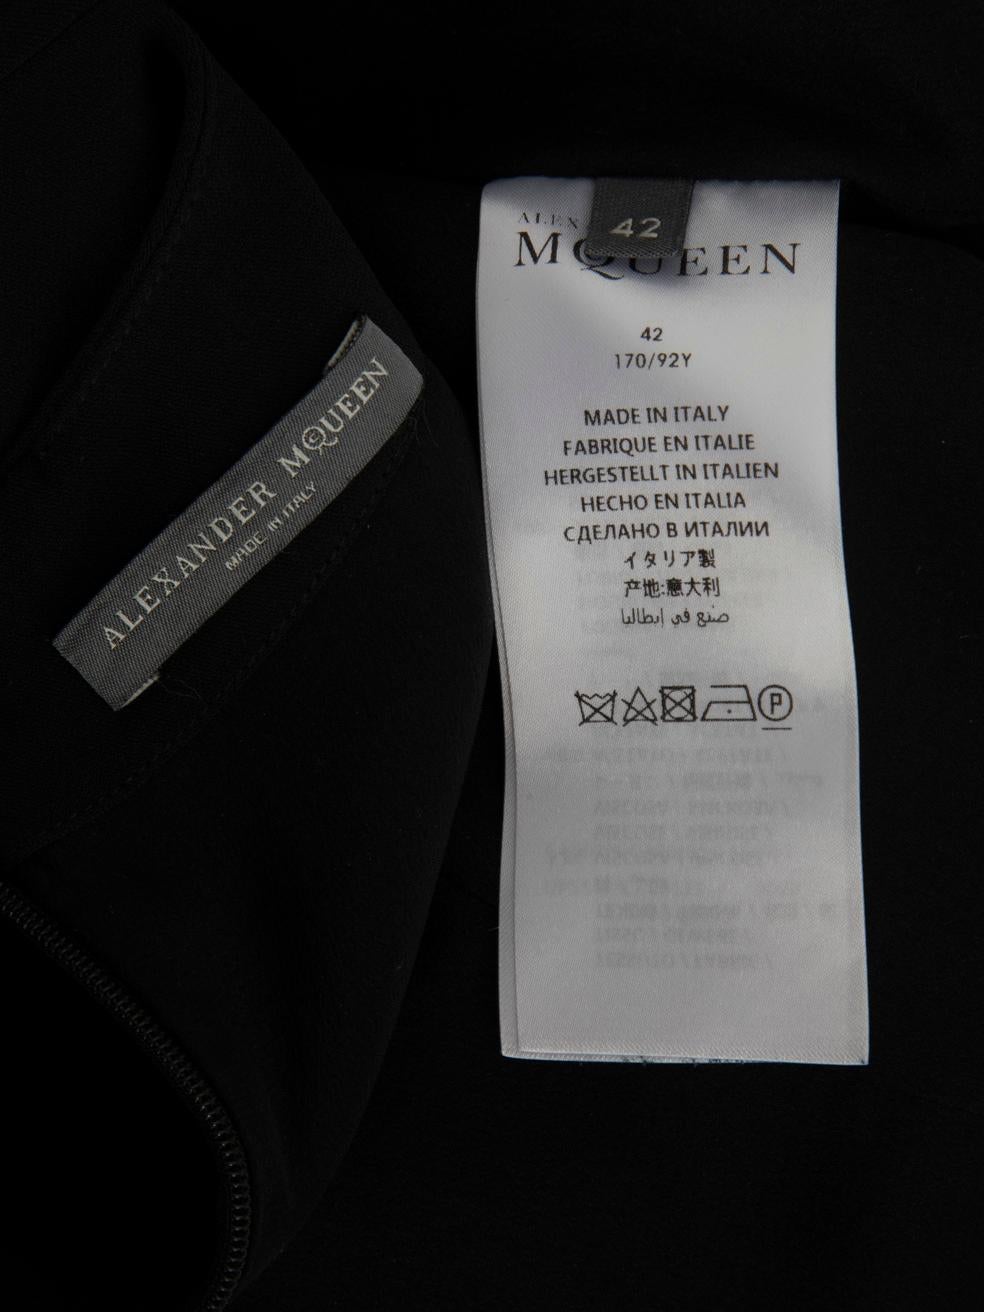 ALEXANDER MCQUEEN
MADE IN ITALY
42
ALEX
MCQUEEN
42
170/92Y
MADE IN ITALY
FABRIQUE EN ITALIE
HERGESTELLT IN ITALIEN
HECHO EN ITALIA
СДЕЛАНО В ИТАЛИИ
イタリア製
产地:意大利
صنع في إيطاليا
P